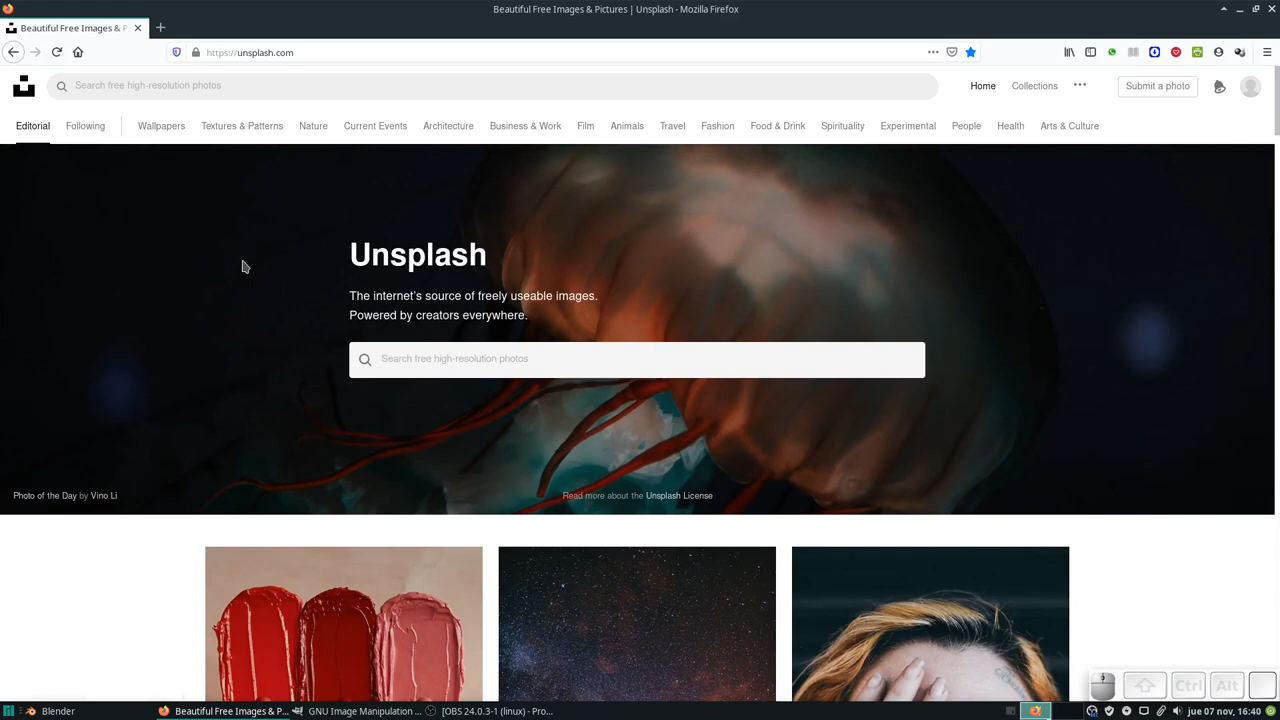 Beautiful Free Images & Pictures | Unsplash - Mozilla Firefox
Beautiful Free Images & P
https://unsplash.com
Search free high-resolution photos
Home
Collections
Submit a photo
Editorial
Following
Wallpapers
Textures & Patterns
Nature
Current Events
Architecture
Business & Work
Film
Animals
Travel
Fashion
Food & Drink
Spirituality
Experimental
People
Health
Arts & Culture
Unsplash
The internet's source of freely useable images.
Powered by creators everywhere.
Search free high-resolution photos
Photo of the Day by Vino Li
Read more about the Unsplash License
Ctrl
Alt
Blender
Beautiful Free Images & P...
GNU Image Manipulation ...
[OBS 24.0.3-1 (linux) - Pro...
jue 07 nov, 16:40